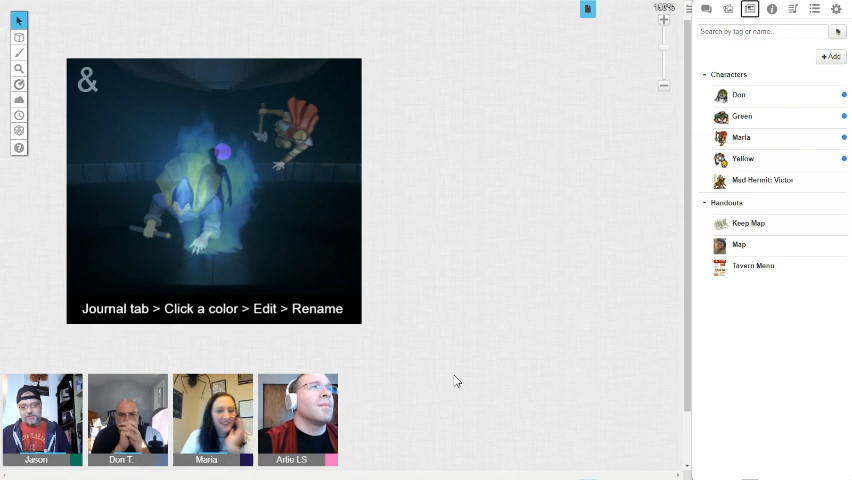 150%
&
Journal tab > Click a color > Edit > Rename
Jason
Don T.
Maria
Artie LS
Search by tag or name...
+ Add
Characters
Don
Green
Maria
Yellow
Mad Hermit: Victor
Handouts
Keep Map
Map
Tavern Menu